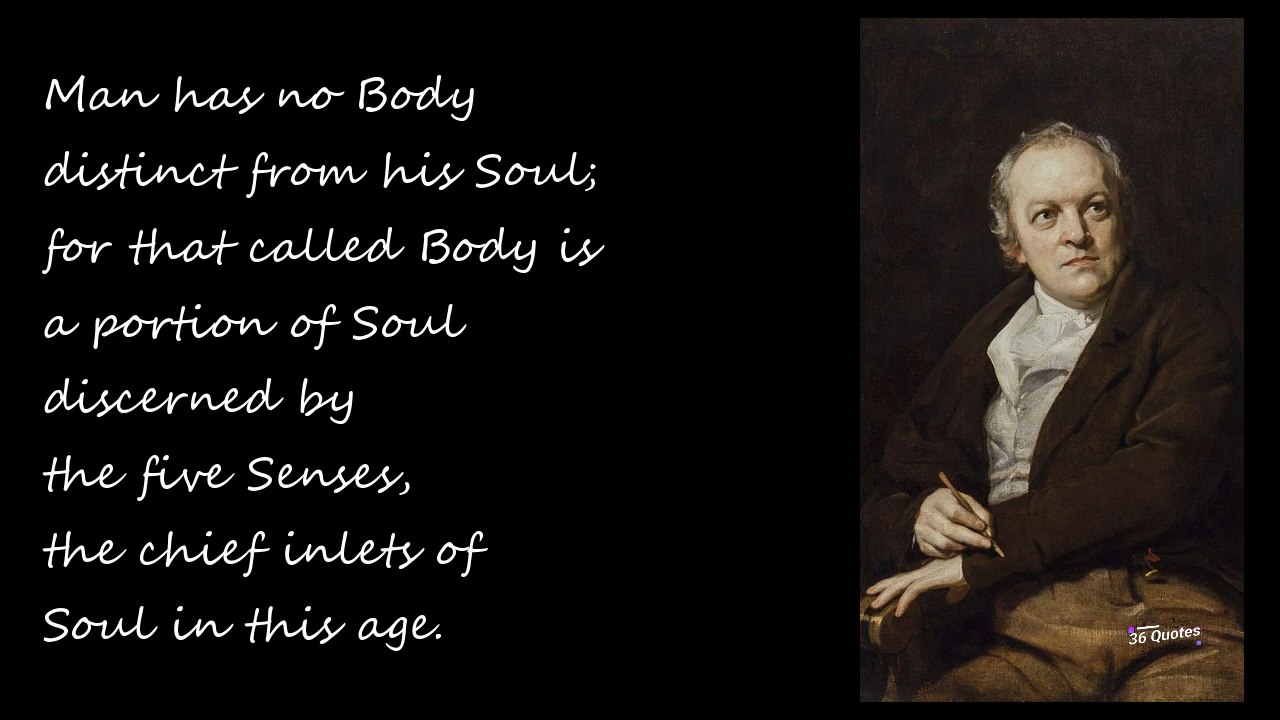 Man has no Body
distinct from his Soul;
for that called Body is
a portion of Soul
discerned by
the five Senses,
the chief inlets of
Soul in this age.
36 Quotes